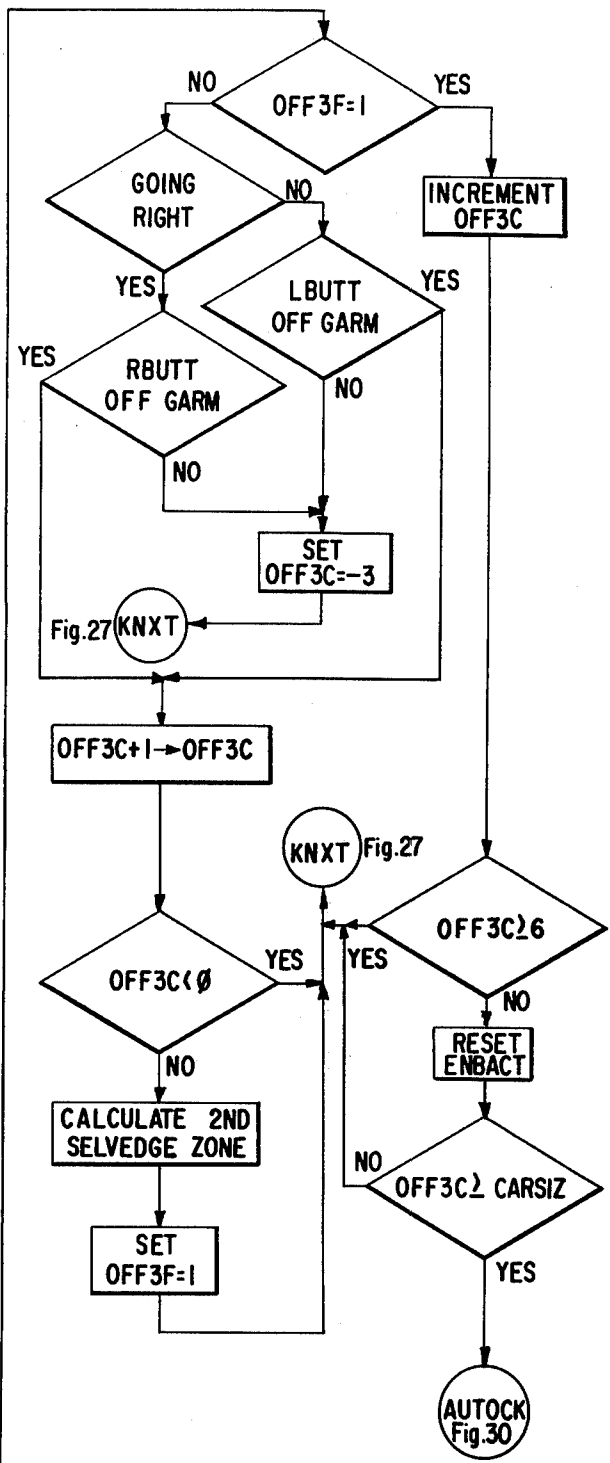 OFF3F=1
NO
YES
GOING
RIGHT
NO
YES
INCREMENT
OFF3C
LBUTT
OFF GARM
YES
NO
RBUTT
OFF GARM
YES
NO
SET
OFF3C=-3
Fig.27 KNXT
OFF3C+1→OFF3C
KNXT Fig.27
OFF3C<Ø
YES
NO
OFF3C≥6
YES
NO
RESET
ENBACT
CALCULATE 2ND
SELVEDGE ZONE
OFF3C≥ CARSIZ
NO
YES
SET
OFF3F=1
AUTOCK
Fig.30